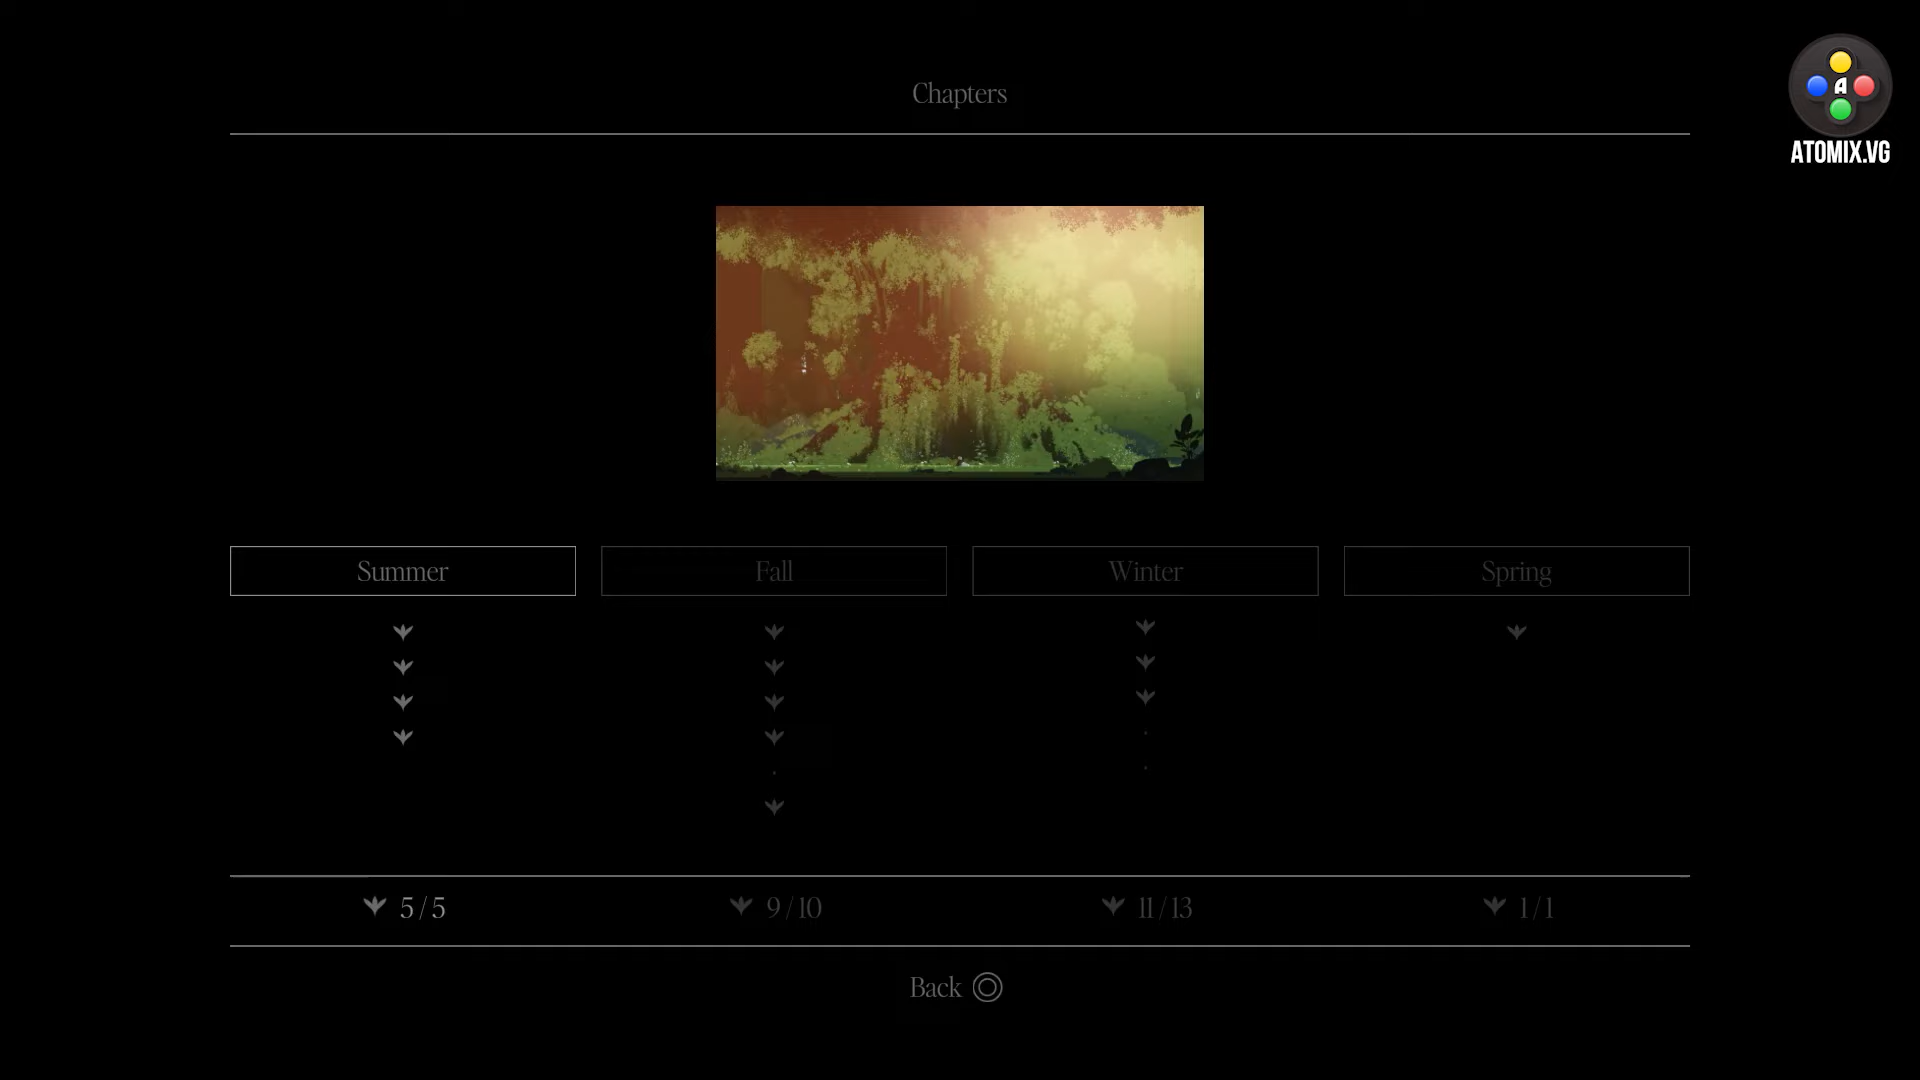 Chapters
A
ATOMIX.VG
Summer
Fall
Winter
Spring
5/5
9/10
11/13
1/1
Back